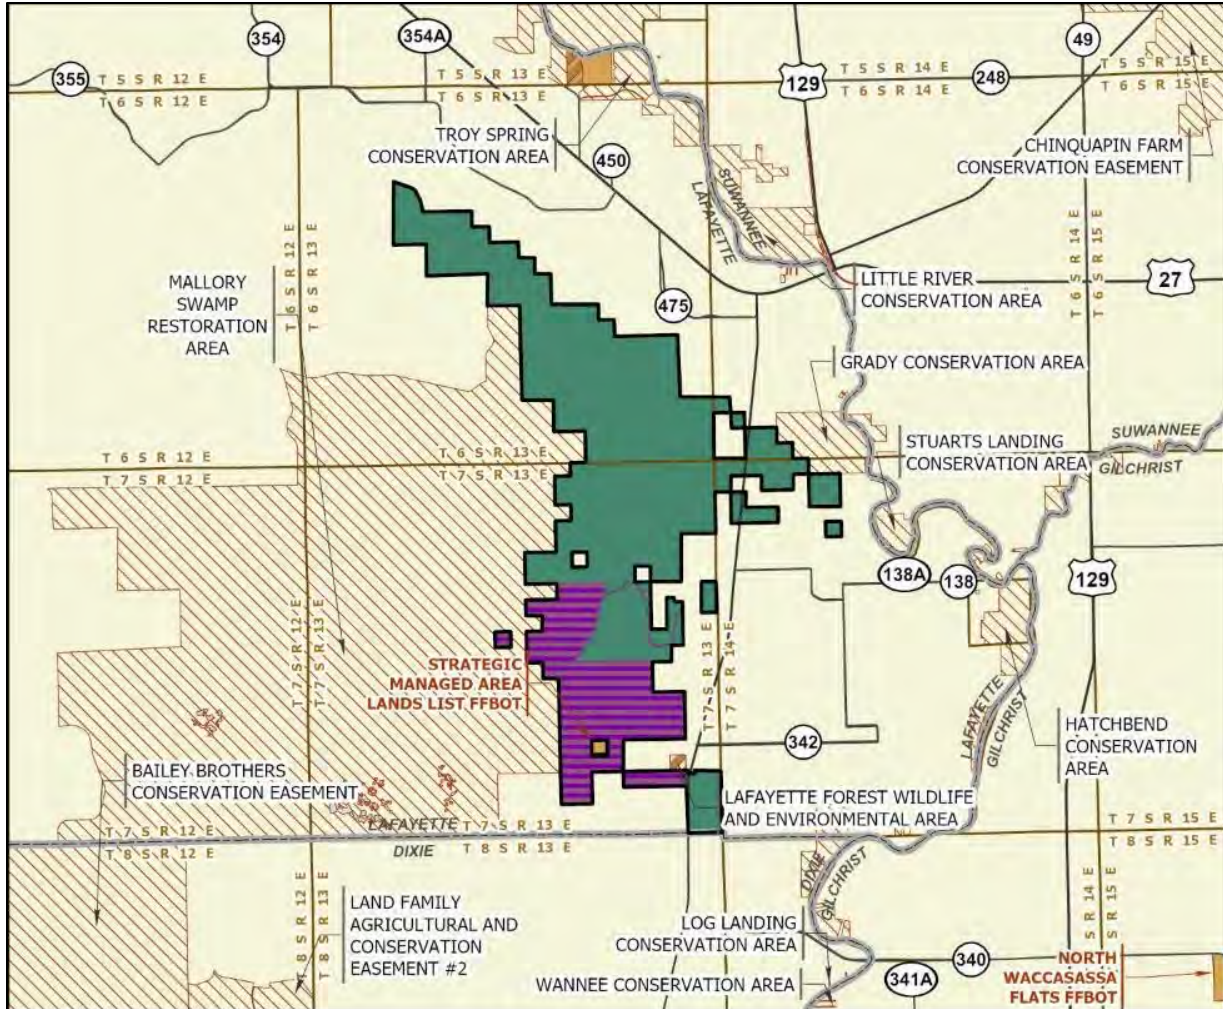 354
354A
49
355
T 5 S R 12 E
T 6 S R 12 E
T 5 S R 13 E
T 6 S R 13 E
129
T 5 S R 14 E
T 6 S R 14 E
248
T 5 S R 15 E
T 6 S R 15 E
TROY SPRING
CONSERVATION AREA
450
CHINQUAPIN FARM
CONSERVATION EASEMENT
SUWANNEE
LAFAYETTE
T 6 S R 12 E
T 6 S R 13 E
T 6 S R 14 E
T 6 S R 15 E
MALLORY
SWAMP
RESTORATION
AREA
475
LITTLE RIVER
CONSERVATION AREA
27
GRADY CONSERVATION AREA
STUARTS LANDING
CONSERVATION AREA
SUWANNEE
GILCHRIST
T 6 S R 12 E
T 7 S R 12 E
T 6 S R 13 E
T 7 S R 13 E
138A
138
129
T 7 S R 12 E
T 7 S R 13 E
T 7 S R 13 E
T 7 S R 14 E
STRATEGIC
MANAGED AREA
LANDS LIST FFBOT
LAFAYETTE
GILCHRIST
342
HATCHBEND
CONSERVATION
AREA
BAILEY BROTHERS
CONSERVATION EASEMENT
LAFAYETTE FOREST WILDLIFE
AND ENVIRONMENTAL AREA
LAFAYETTE
DIXIE
T 7 S R 12 E
T 8 S R 12 E
T 7 S R 13 E
T 8 S R 13 E
T 7 S R 15 E
T 8 S R 15 E
DIXIE
GILCHRIST
T 8 S R 12 E
T 8 S R 13 E
S R 14 E
S R 15 E
LAND FAMILY
AGRICULTURAL AND
CONSERVATION
EASEMENT #2
LOG LANDING
CONSERVATION AREA
WANNEE CONSERVATION AREA
340
341A
NORTH
WACCASASSA
FLATS FFBOT